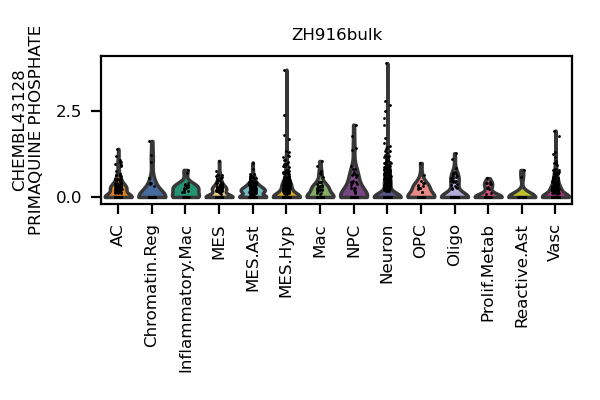 ZH916bulk
CHEMBL43128
PRIMAQUINE PHOSPHATE
2.5
0.0
AC
Chromatin.Reg
Inflammatory.Mac
MES
MES.Ast
MES.Hyp
Mac
NPC
Neuron
OPC
Oligo
Prolif.Metab
Reactive.Ast
Vasc